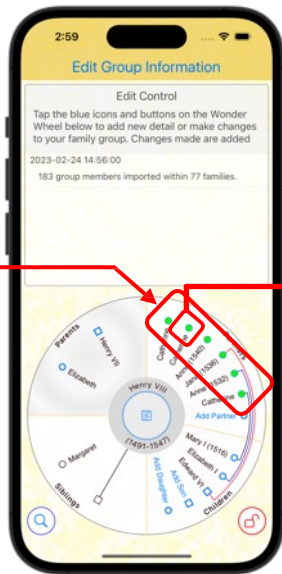 2:59
Edit Group Information
Edit Control
Tap the blue icons and buttons on the Wonder
Wheel below to add new detail or make changes
to your family group. Changes made are added
2023-02-24 14:56:00
183 group members imported within 77 families.
Parents
Henry VII
Elizabeth
Catherine
Anne (1540)
Jane (1536)
Anne (1532)
Catherine
Add Partner
Henry VIII
(1491-1547)
Mary I (1516)
Elizabeth I
Edward VI
Children
Add Son
Add Daughter
Margaret
Siblings